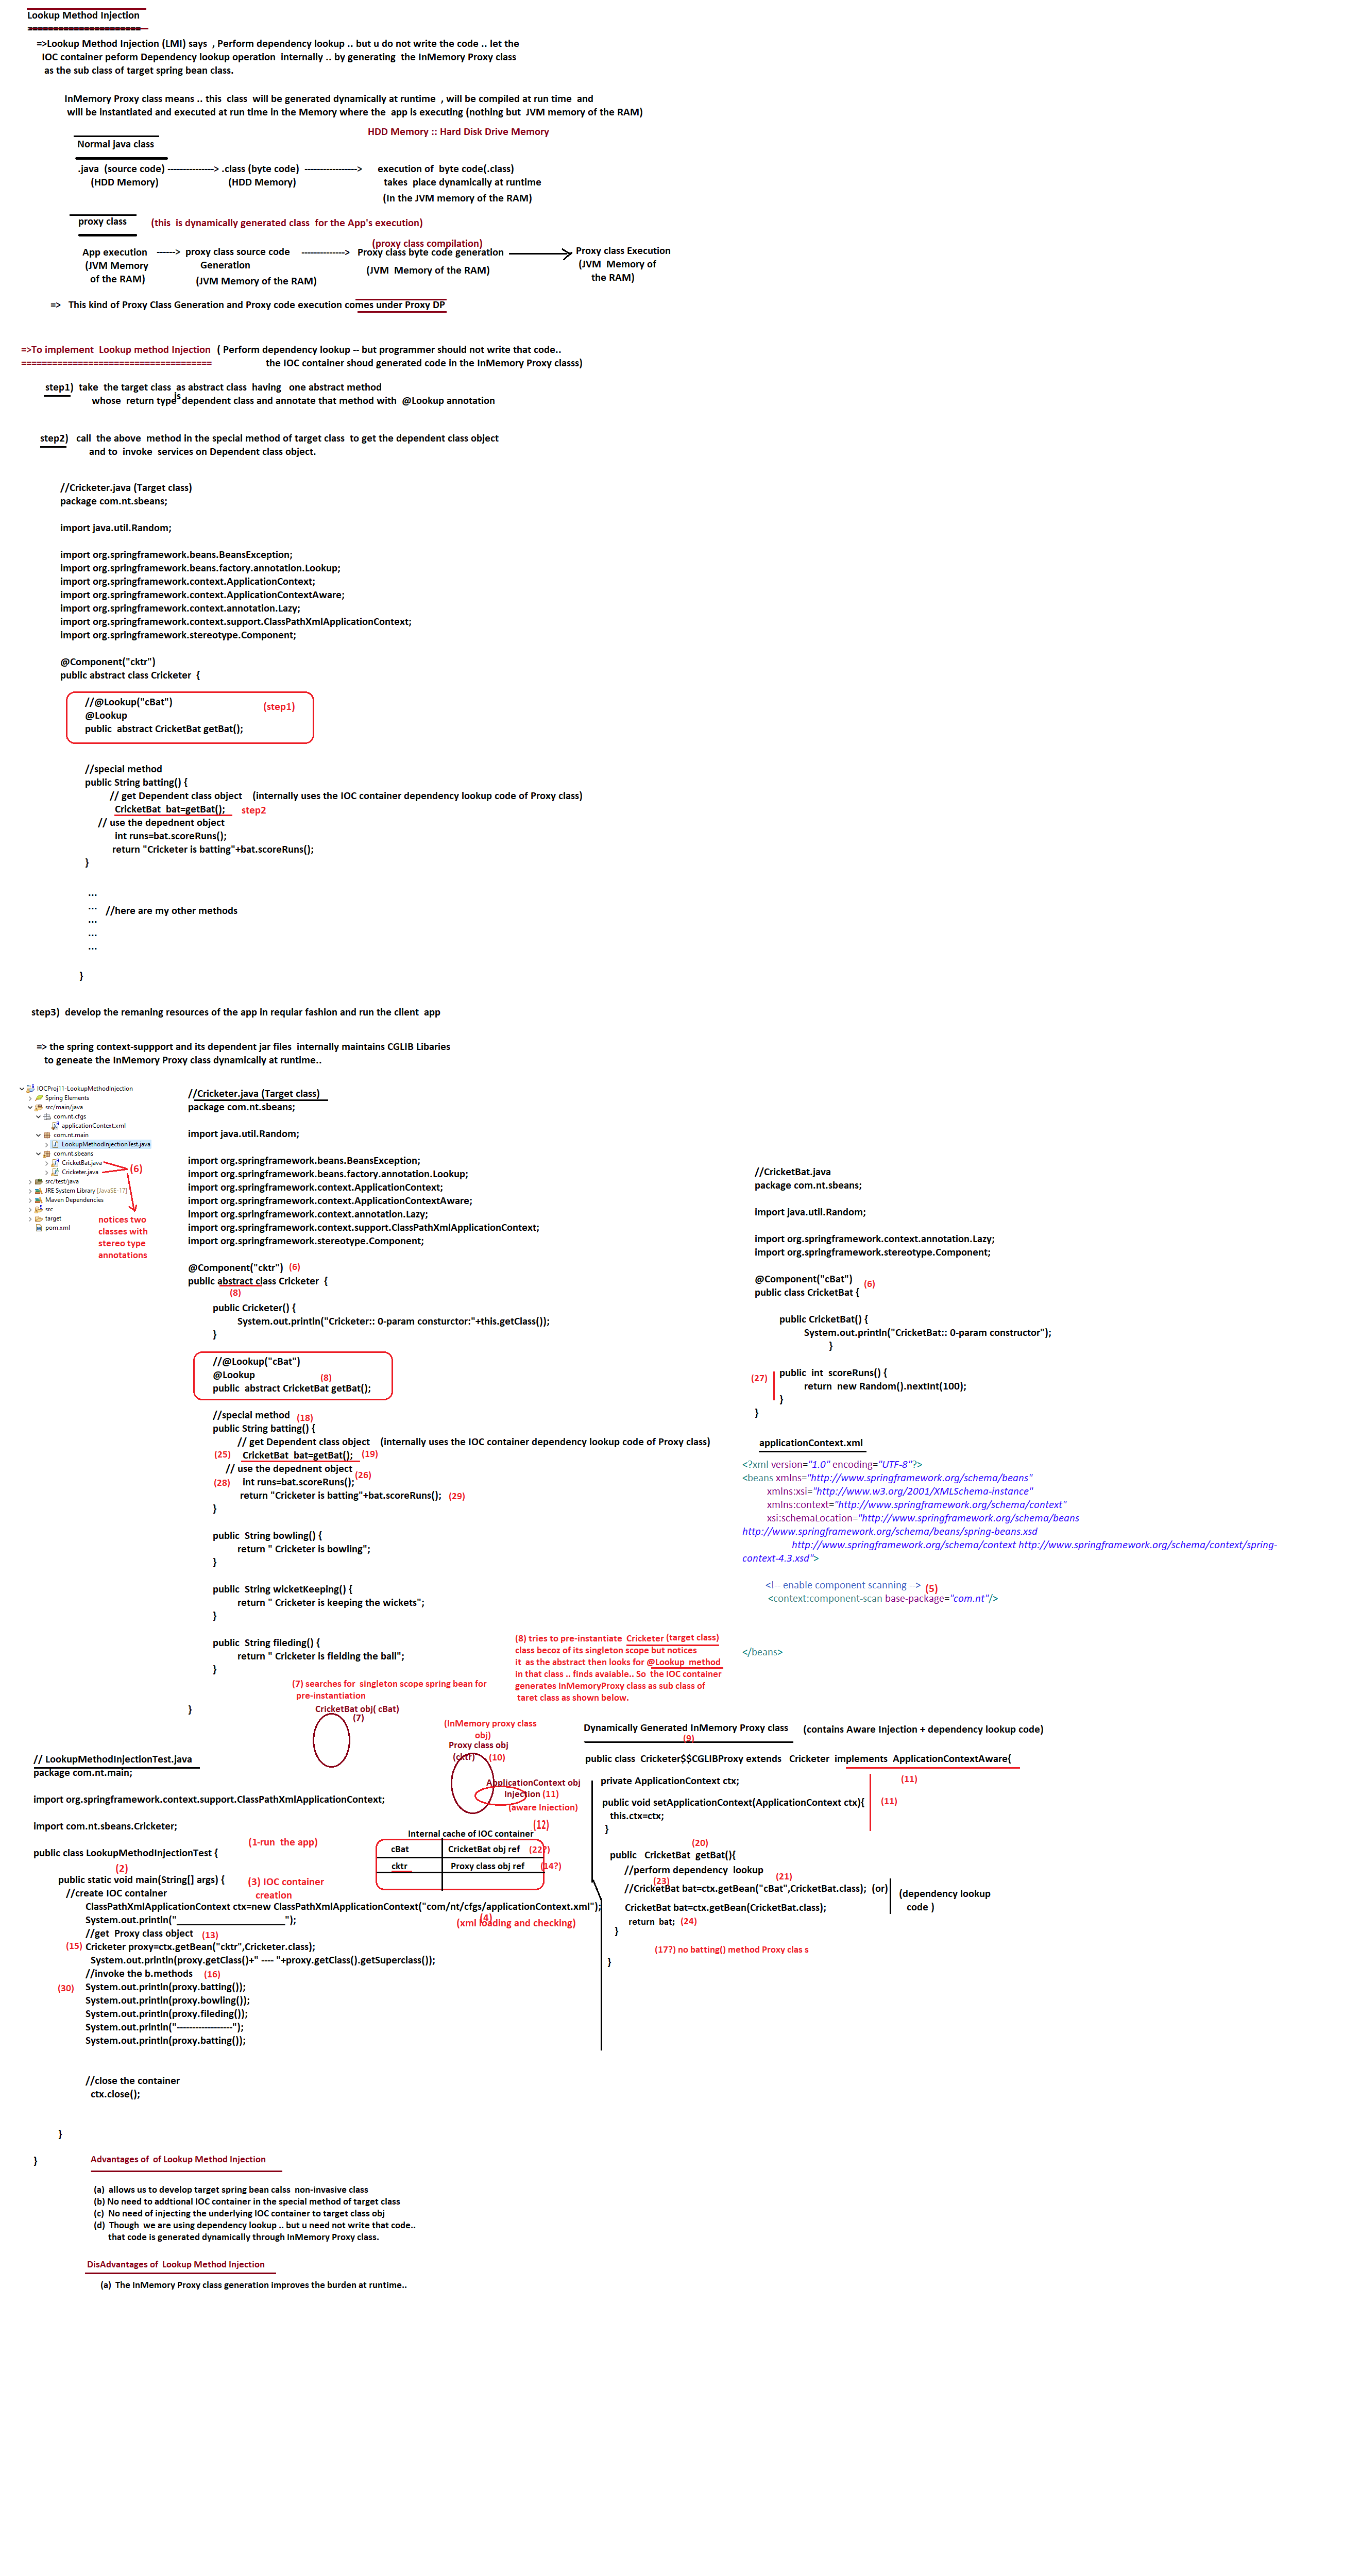 Lookup Method Injection
======================
=>Lookup Method Injection (LMI) says , Perform dependency lookup .. but u do not write the code .. let the
IOC container peform Dependency lookup operation internally .. by generating the InMemory Proxy class
as the sub class of target spring bean class.
InMemory Proxy class means .. this class will be generated dynamically at runtime , will be compiled at run time and
will be instantiated and executed at run time in the Memory where the app is executing (nothing but JVM memory of the RAM)
HDD Memory :: Hard Disk Drive Memory
Normal java class
.java (source code) ---------------> .class (byte code) -----------------> execution of byte code(.class)
(HDD Memory) (HDD Memory) takes place dynamically at runtime
(In the JVM memory of the RAM)
proxy class (this is dynamically generated class for the App's execution)
(proxy class compilation)
App execution ------> proxy class source code --------------> Proxy class byte code generation Proxy class Execution
(JVM Memory Generation (JVM Memory of the RAM) (JVM Memory of
of the RAM) (JVM Memory of the RAM) the RAM)
=> This kind of Proxy Class Generation and Proxy code execution comes under Proxy DP
=>To implement Lookup method Injection ( Perform dependency lookup -- but programmer should not write that code..
===================================== the IOC container shoud generated code in the InMemory Proxy classs)
step1) take the target class as abstract class having one abstract method
is
whose return type dependent class and annotate that method with @Lookup annotation
step2) call the above method in the special method of target class to get the dependent class object
and to invoke services on Dependent class object.
//Cricketer.java (Target class)
package com.nt.sbeans;
import java.util.Random;
import org.springframework.beans.BeansException;
import org.springframework.beans.factory.annotation.Lookup;
import org.springframework.context.ApplicationContext;
import org.springframework.context.ApplicationContextAware;
import org.springframework.context.annotation.Lazy;
import org.springframework.context.support.ClassPathXmlApplicationContext;
import org.springframework.stereotype.Component;
@Component("cktr")
public abstract class Cricketer {
//@Lookup("cBat") (step1)
@Lookup
public abstract CricketBat getBat();
//special method
public String batting() {
// get Dependent class object (internally uses the IOC container dependency lookup code of Proxy class)
CricketBat bat=getBat(); step2
// use the depednent object
int runs=bat.scoreRuns();
return "Cricketer is batting"+bat.scoreRuns();
}
...
... //here are my other methods
...
...
...
}
step3) develop the remaning resources of the app in reqular fashion and run the client app
=> the spring context-suppport and its dependent jar files internally maintains CGLIB Libaries
to geneate the InMemory Proxy class dynamically at runtime..
IOCProj11-LookupMethodInjection
Spring Elements
src/main/java
com.nt.cfgs
applicationContext.xml
com.nt.main
LookupMethodInjectionTest.java
com.nt.sbeans
CricketBat.java
Cricketer.java (6)
src/test/java
JRE System Library [JavaSE-17]
Maven Dependencies
src
target
pom.xml
notices two
classes with
stereo type
annotations
//Cricketer.java (Target class)
package com.nt.sbeans;
import java.util.Random;
import org.springframework.beans.BeansException;
import org.springframework.beans.factory.annotation.Lookup;
import org.springframework.context.ApplicationContext;
import org.springframework.context.ApplicationContextAware;
import org.springframework.context.annotation.Lazy;
import org.springframework.context.support.ClassPathXmlApplicationContext;
import org.springframework.stereotype.Component;
@Component("cktr") (6)
public abstract class Cricketer {
(8)
public Cricketer() {
System.out.println("Cricketer:: 0-param consturctor:"+this.getClass());
}
//@Lookup("cBat")
@Lookup (8)
public abstract CricketBat getBat();
//special method (18)
public String batting() {
// get Dependent class object (internally uses the IOC container dependency lookup code of Proxy class)
(25) CricketBat bat=getBat(); (19)
// use the depednent object (26)
(28) int runs=bat.scoreRuns();
return "Cricketer is batting"+bat.scoreRuns(); (29)
}
public String bowling() {
return " Cricketer is bowling";
}
public String wicketKeeping() {
return " Cricketer is keeping the wickets";
}
public String fileding() {
return " Cricketer is fielding the ball";
}
}
//CricketBat.java
package com.nt.sbeans;
import java.util.Random;
import org.springframework.context.annotation.Lazy;
import org.springframework.stereotype.Component;
@Component("cBat") (6)
public class CricketBat {
public CricketBat() {
System.out.println("CricketBat:: 0-param constructor");
}
(27) public int scoreRuns() {
return new Random().nextInt(100);
}
}
applicationContext.xml
<?xml version="1.0" encoding="UTF-8"?>
<beans xmlns="http://www.springframework.org/schema/beans"
xmlns:xsi="http://www.w3.org/2001/XMLSchema-instance"
xmlns:context="http://www.springframework.org/schema/context"
xsi:schemaLocation="http://www.springframework.org/schema/beans
http://www.springframework.org/schema/beans/spring-beans.xsd
http://www.springframework.org/schema/context http://www.springframework.org/schema/context/spring-
context-4.3.xsd">
<!-- enable component scanning --> (5)
<context:component-scan base-package="com.nt"/>
</beans>
(8) tries to pre-instantiate Cricketer (target class)
class becoz of its singleton scope but notices
it as the abstract then looks for @Lookup method
in that class .. finds avaiable.. So the IOC container
generates InMemoryProxy class as sub class of
taret class as shown below.
(7) searches for singleton scope spring bean for
pre-instantiation
CricketBat obj( cBat)
(7)
(InMemory proxy class
obj)
Proxy class obj
(cktr) (10)
ApplicationContext obj
Injection (11)
(aware Injection)
(12)
Internal cache of IOC container
cBat CricketBat obj ref (22?)
cktr Proxy class obj ref (14?)
Dynamically Generated InMemory Proxy class (contains Aware Injection + dependency lookup code)
(9)
public class Cricketer$$CGLIBProxy extends Cricketer implements ApplicationContextAware{
private ApplicationContext ctx; (11)
public void setApplicationContext(ApplicationContext ctx){ (11)
this.ctx=ctx;
}
(20)
public CricketBat getBat(){
//perform dependency lookup (21)
(23)
//CricketBat bat=ctx.getBean("cBat",CricketBat.class); (or) (dependency lookup
CricketBat bat=ctx.getBean(CricketBat.class); code )
return bat; (24)
}
(17?) no batting() method Proxy clas s
}
// LookupMethodInjectionTest.java
package com.nt.main;
import org.springframework.context.support.ClassPathXmlApplicationContext;
import com.nt.sbeans.Cricketer;
(1-run the app)
public class LookupMethodInjectionTest {
(2)
public static void main(String[] args) { (3) IOC container
//create IOC container creation
ClassPathXmlApplicationContext ctx=new ClassPathXmlApplicationContext("com/nt/cfgs/applicationContext.xml");
(4)
System.out.println("__________________________"); (xml loading and checking)
//get Proxy class object (13)
(15) Cricketer proxy=ctx.getBean("cktr",Cricketer.class);
System.out.println(proxy.getClass()+" ---- "+proxy.getClass().getSuperclass());
//invoke the b.methods (16)
(30) System.out.println(proxy.batting());
System.out.println(proxy.bowling());
System.out.println(proxy.fileding());
System.out.println("------------------");
System.out.println(proxy.batting());
//close the container
ctx.close();
}
}
Advantages of of Lookup Method Injection
(a) allows us to develop target spring bean calss non-invasive class
(b) No need to addtional IOC container in the special method of target class
(c) No need of injecting the underlying IOC container to target class obj
(d) Though we are using dependency lookup .. but u need not write that code..
that code is generated dynamically through InMemory Proxy class.
DisAdvantages of Lookup Method Injection
(a) The InMemory Proxy class generation improves the burden at runtime..